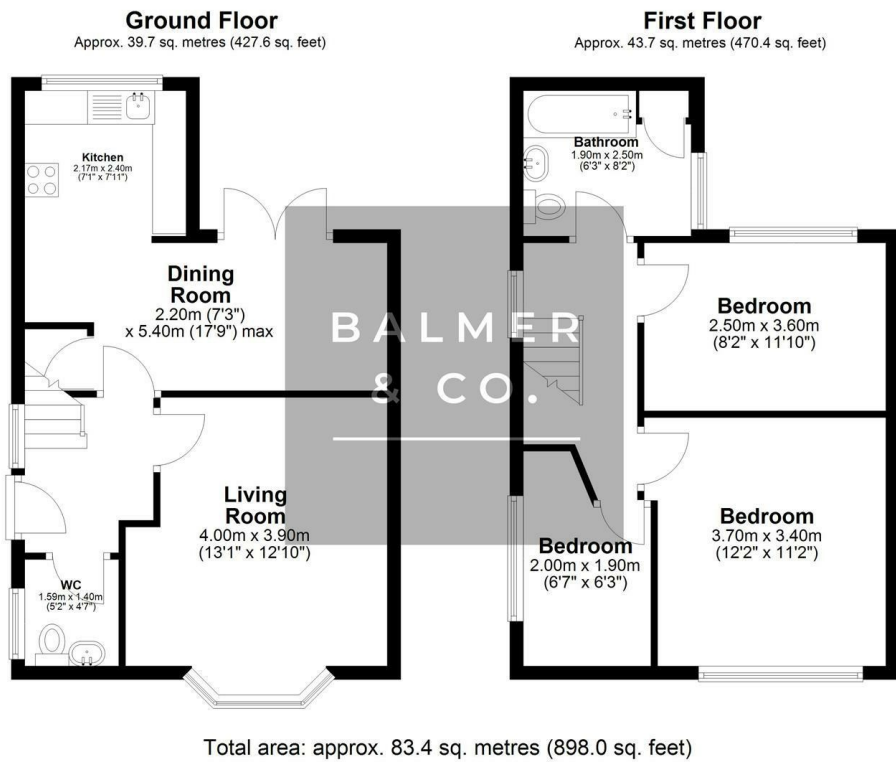 Ground Floor
Approx. 39.7 sq. metres (427.6 sq. feet)
Kitchen
2.17m x 2.40m
(7'1" x 7'11")
Dining
Room
2.20m (7'3")
x 5.40m (17'9") max
Living
Room
4.00m x 3.90m
(13'1" x 12'10")
WC
1.59m x 1.40m
(5'2" x 4'7")
First Floor
Approx. 43.7 sq. metres (470.4 sq. feet)
Bathroom
1.90m x 2.50m
(6'3" x 8'2")
Bedroom
2.50m x 3.60m
(8'2" x 11'10")
Bedroom
3.70m x 3.40m
(12'2" x 11'2")
Bedroom
2.00m x 1.90m
(6'7" x 6'3")
BALMER
& CO.
Total area: approx. 83.4 sq. metres (898.0 sq. feet)